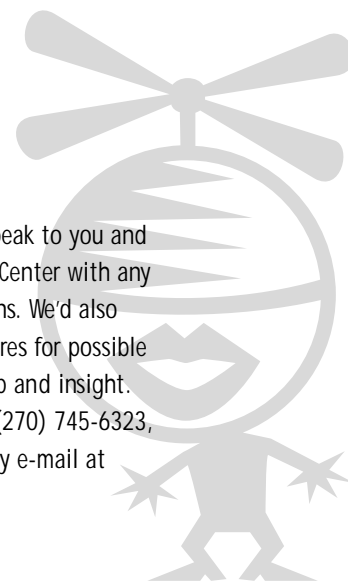 peak to you and
Center with any
ns. We'd also
res for possible
o and insight.
(270) 745-6323,
y e-mail at